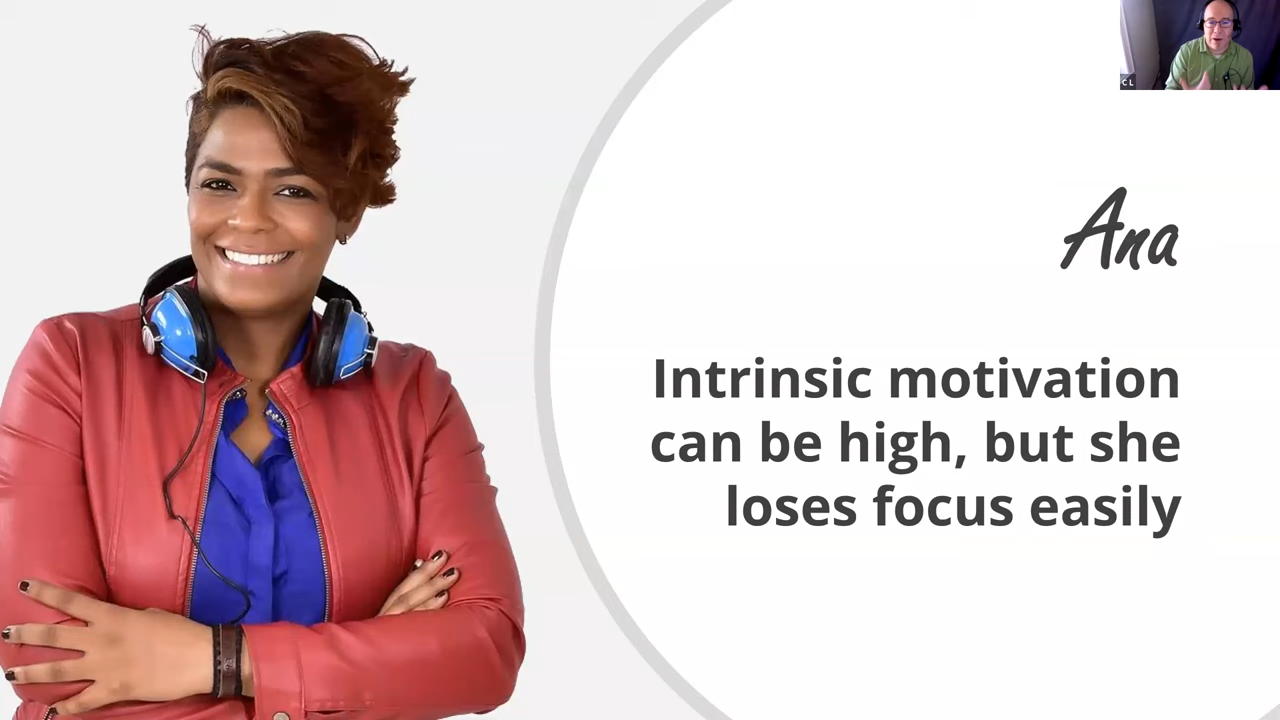 C L
Ana
Intrinsic motivation
can be high, but she
loses focus easily